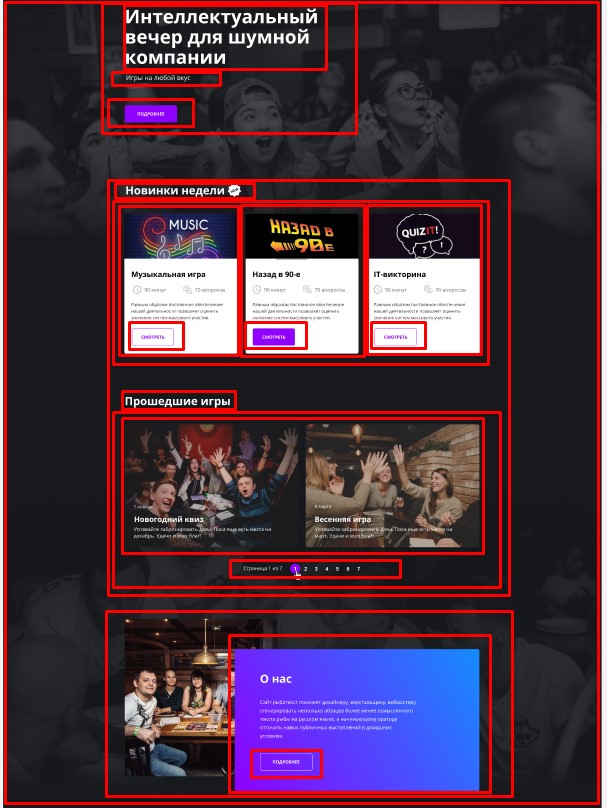 Интеллектуальный
вечер для шумной
компании
Игры на любой вкус
ПОДРОБНЕЕ
Новинки недели
MUSIC
НАЗАД В
90е
QUIZIT!
Музыкальная игра
90 минут 70 вопросов
Равным образом постоянное обеспечение
нашей деятельности позволяет оценить
значение систем массового участия.
СМОТРЕТЬ
Назад в 90-е
90 минут 70 вопросов
Равным образом постоянное обеспечение
нашей деятельности позволяет оценить
значение систем массового участия.
СМОТРЕТЬ
IT-викторина
90 минут 70 вопросов
Равным образом постоянное обеспечение
нашей деятельности позволяет оценить
значение систем массового участия.
СМОТРЕТЬ
Прошедшие игры
Новогодний квиз
Успевайте забронировать даты. Пока еще есть места на
декабрь. Удачи и всех благ!
8 марта
Весенняя игра
Успевайте забронировать даты. Пока еще есть места на
март. Удачи и всех благ!
Страница 1 из 7 1 2 3 4 5 6 7
О нас
Сайт рыбатекст поможет дизайнеру, верстальщику, вебмастеру
сгенерировать несколько абзацев более менее осмысленного
текста рыбы на русском языке, а начинающему оратору
отточить навык публичных выступлений в домашних
условиях.
ПОДРОБНЕЕ